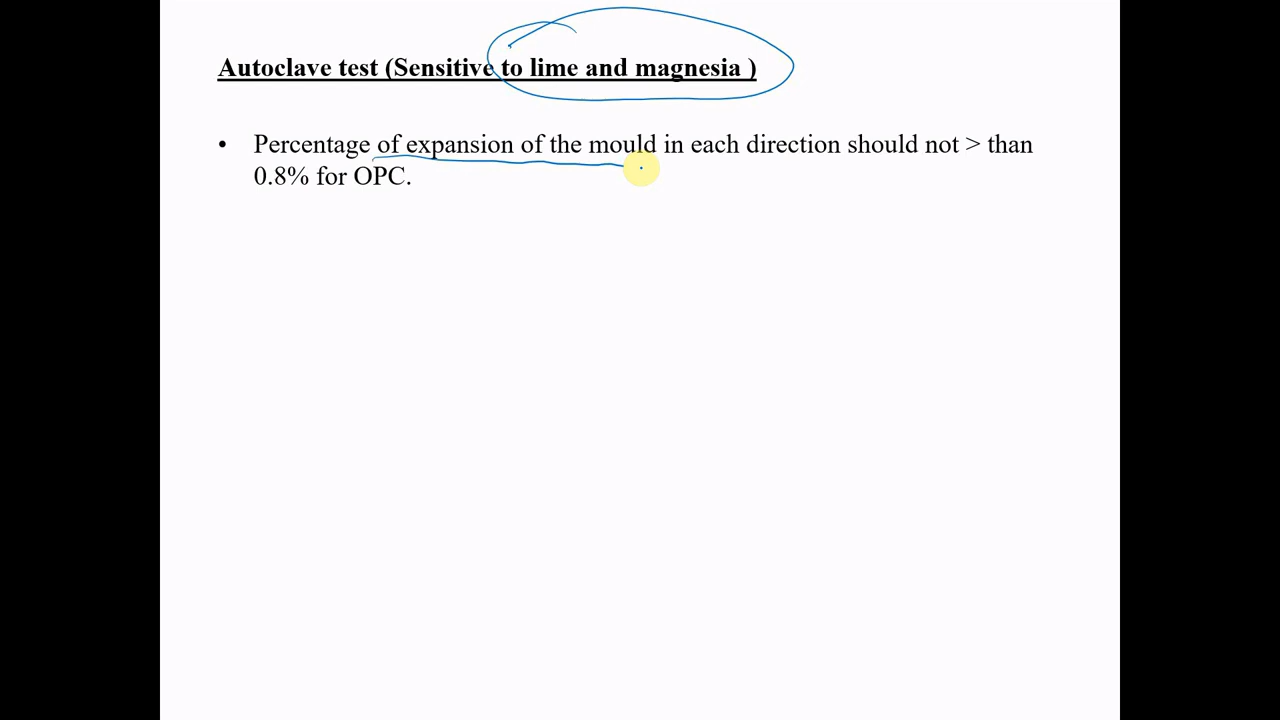 Autoclave test (Sensitive to lime and magnesia )
• Percentage of expansion of the mould in each direction should not > than
0.8% for OPC.